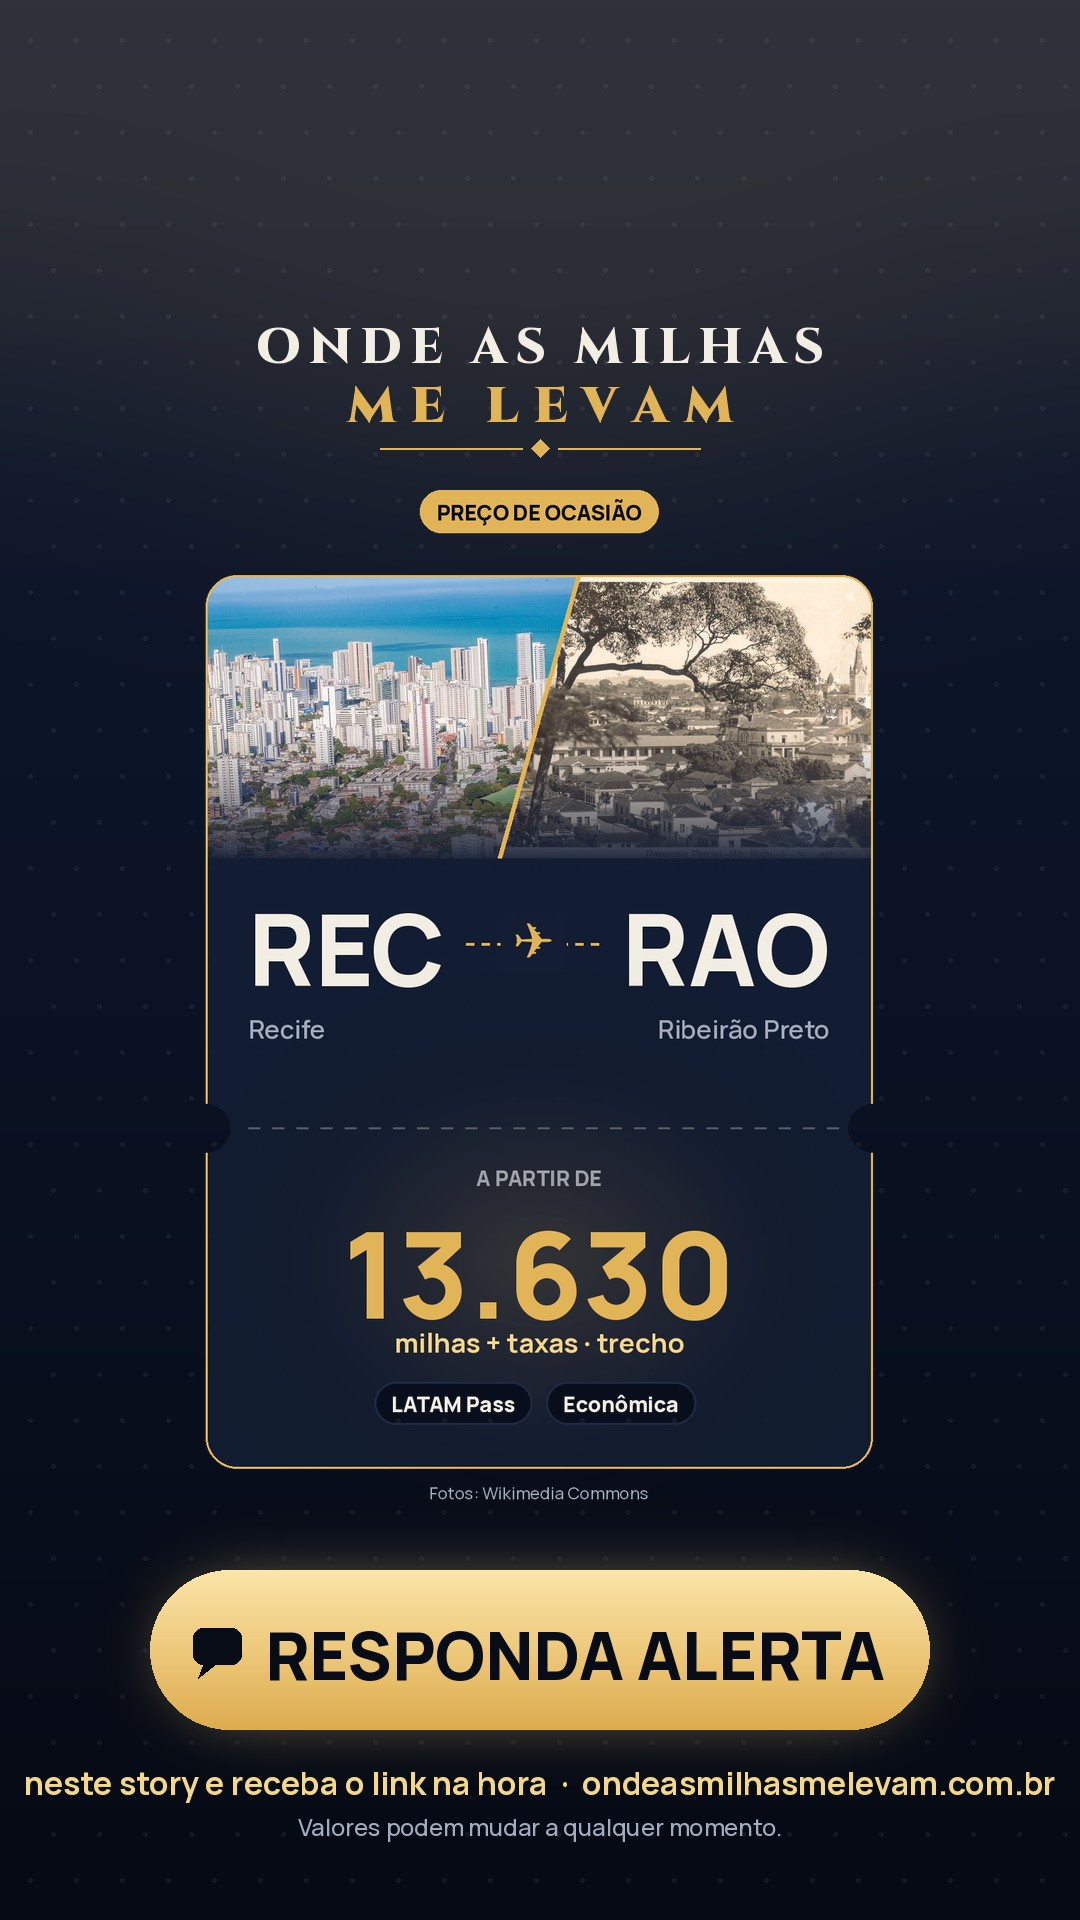 ONDE AS MILHAS
ME LEVAM
PREÇO DE OCASIÃO
REC ✈ RAO
Recife Ribeirão Preto
A PARTIR DE
13.630
milhas + taxas · trecho
LATAM Pass Econômica
Fotos: Wikimedia Commons
RESPONDA ALERTA
neste story e receba o link na hora · ondeasmilhasmelevam.com.br
Valores podem mudar a qualquer momento.